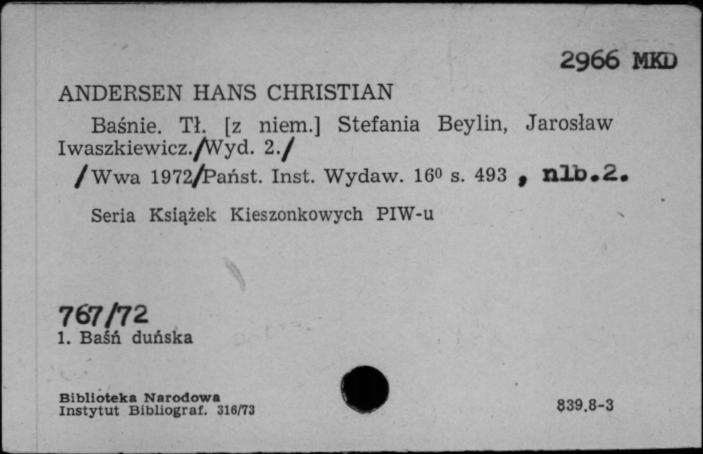 2966 MKD
ANDERSEN HANS CHRISTIAN
Baśnie. Tł. [z niem.] Stefania Beylin, Jarosław
Iwaszkiewicz./Wyd. 2./
/Wwa 1972/Państ. Inst. Wydaw. 16⁰ s. 493 , nlb.2.
Seria Książek Kieszonkowych PIW-u
767/72
1. Baśń duńska
Biblioteka Narodowa
Instytut Bibliograf. 316/73
839.8-3